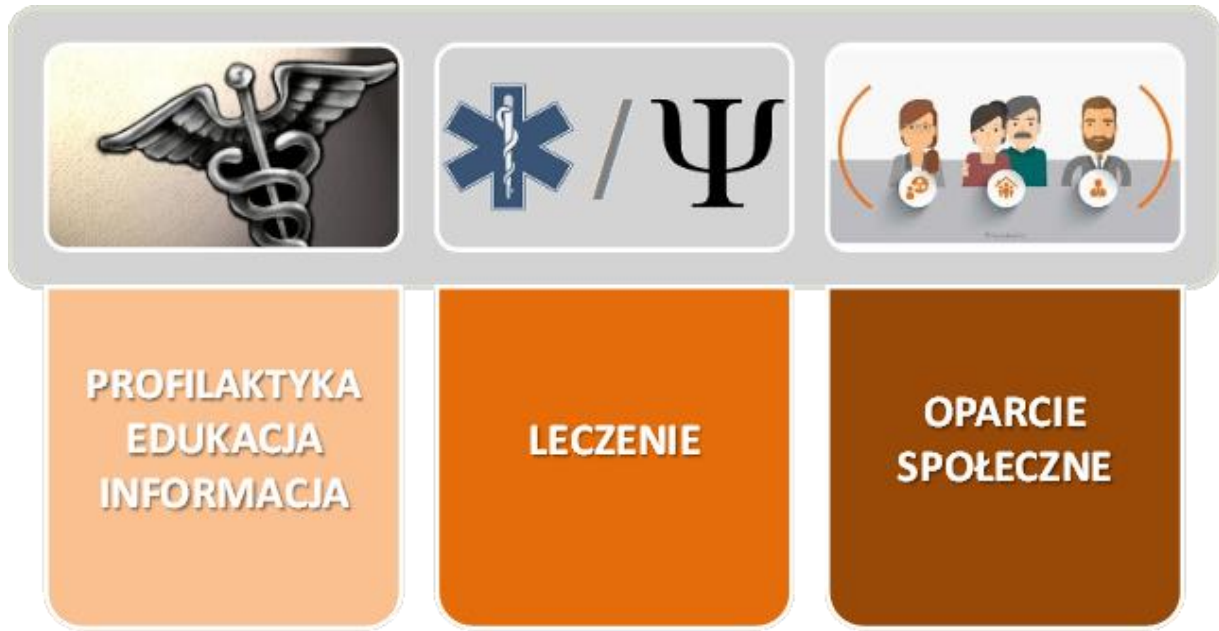 PROFILAKTYKA
EDUKACJA
INFORMACJA
LECZENIE
OPARCIE
SPOŁECZNE